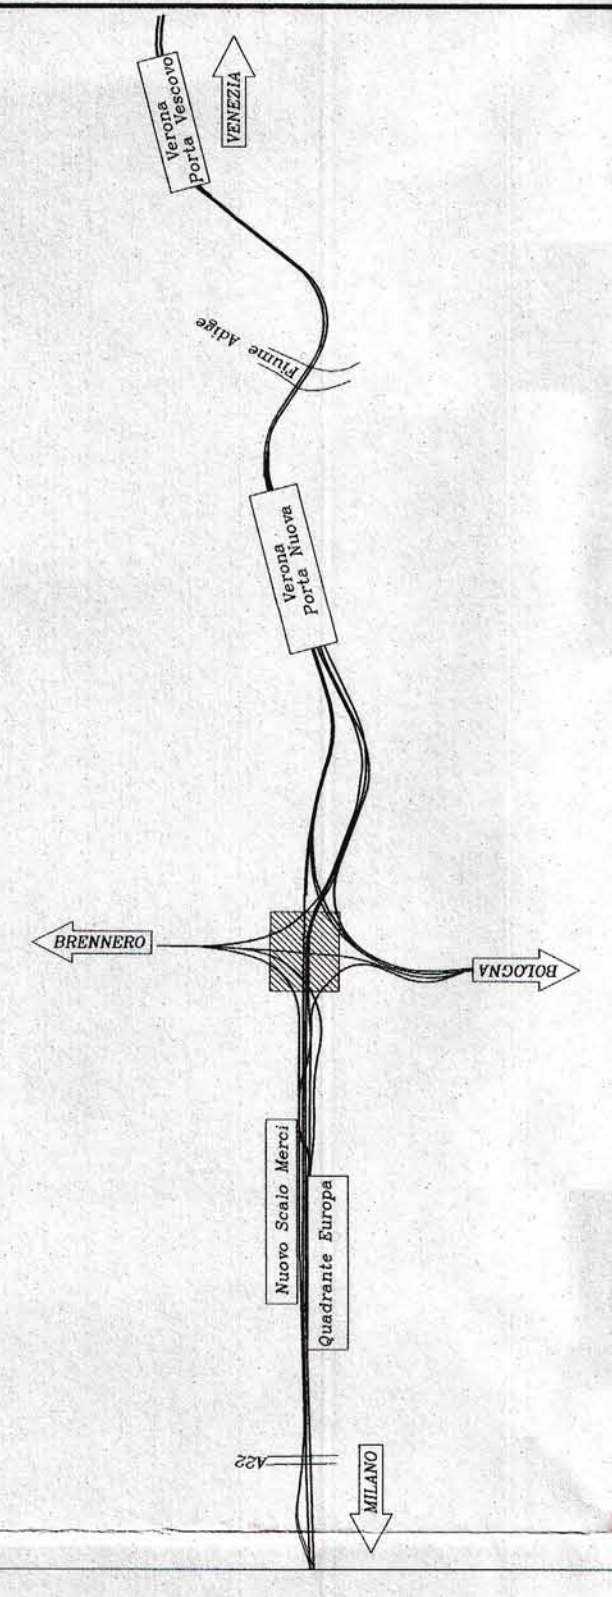 VENEZIA
Verona
Porta Vescovo
Fiume Adige
Verona
Porta Nuova
BRENNERO
BOLOGNA
Nuovo Scalo Merci
Quadrante Europa
A22
MILANO